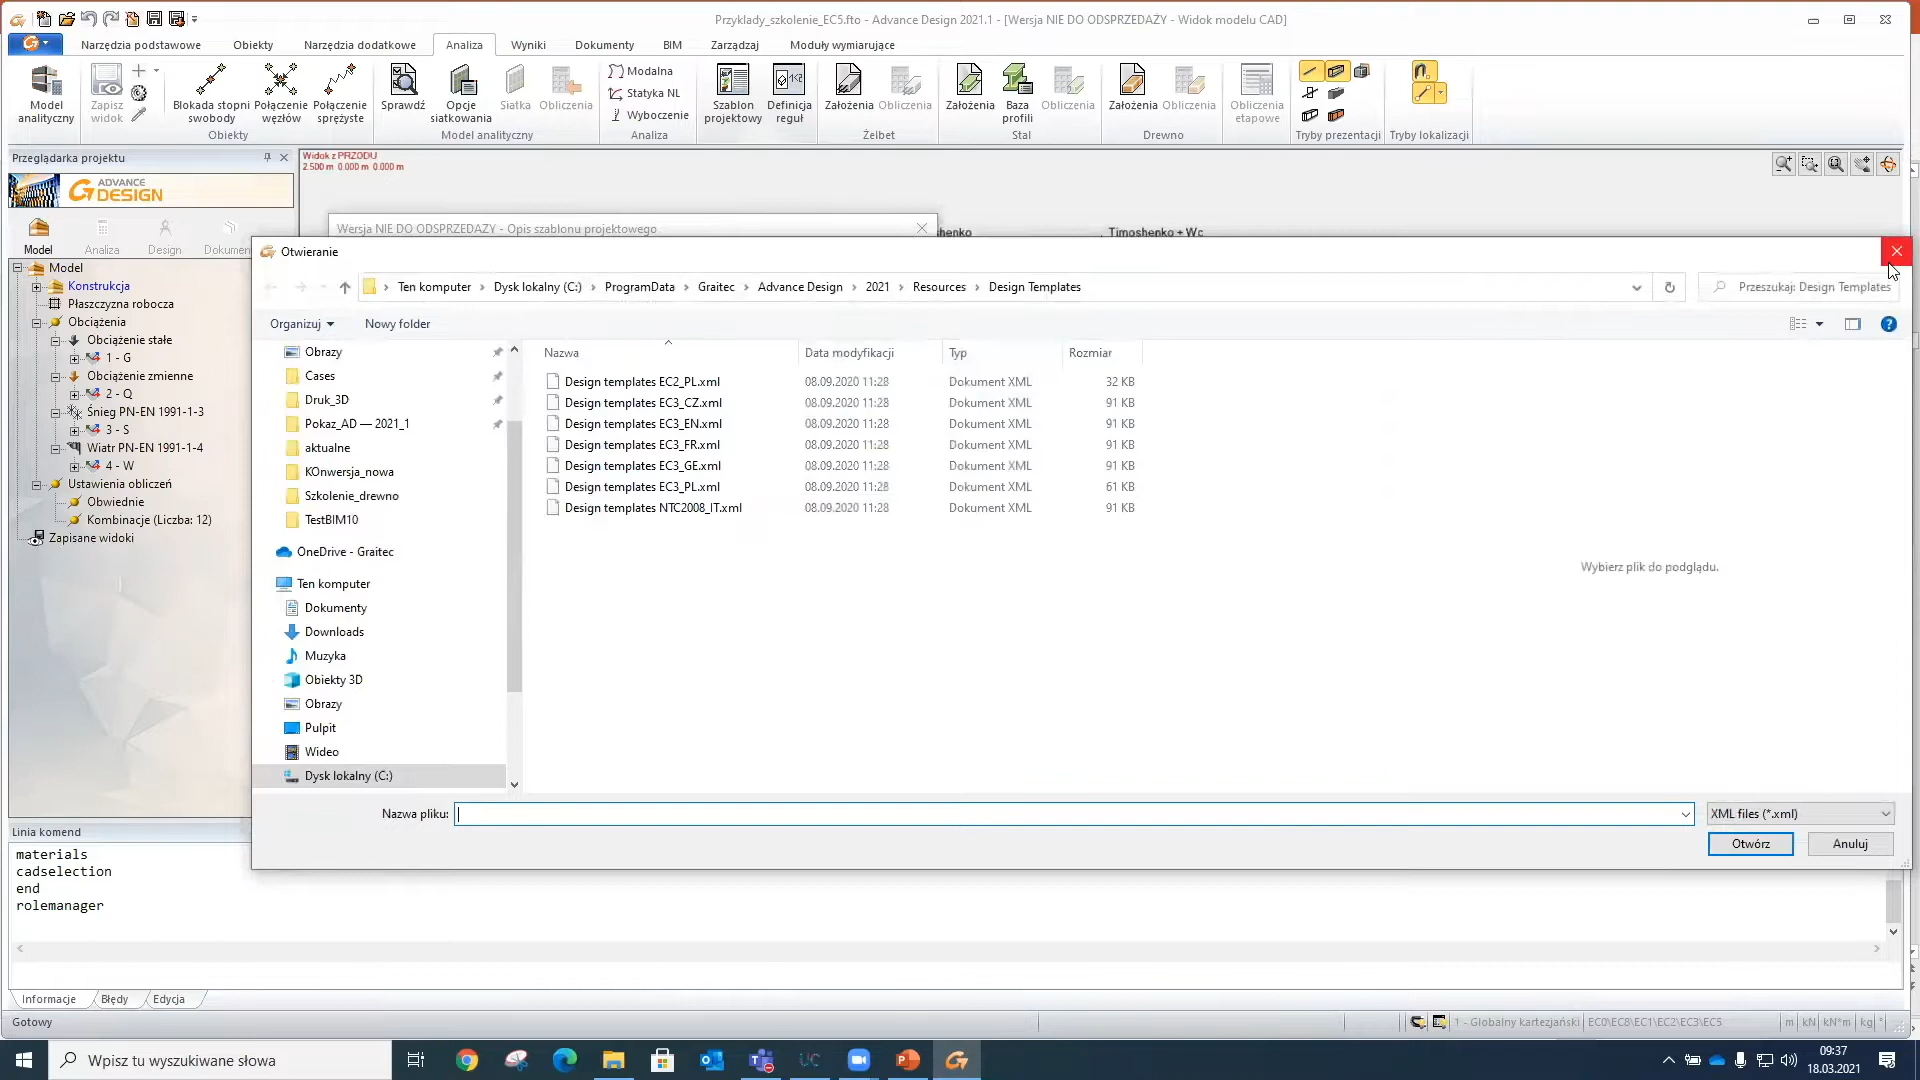 Przyklady_szkolenie_EC5.fto - Advance Design 2021.1 - [Wersja NIE DO ODSPRZEDAŻY - Widok modelu CAD]
Narzędzia podstawowe Obiekty Narzędzia dodatkowe Analiza Wyniki Dokumenty BIM Zarządzaj Moduły wymiarujące
Model analityczny
Zapisz widok
Blokada stopni swobody
Połączenie węzłów
Połączenie sprężyste
Obiekty
Sprawdź
Opcje siatkowania
Siatka
Obliczenia
Model analityczny
Modalna
Statyka NL
Wyboczenie
Analiza
Szablon projektowy
Definicja reguł
Założenia
Obliczenia
Żelbet
Założenia
Baza profili
Obliczenia
Stal
Założenia
Obliczenia
Drewno
Obliczenia etapowe
Tryby prezentacji
Tryby lokalizacji
Przeglądarka projektu
ADVANCE
DESIGN
Model Analiza Design Dokumen
Model
Konstrukcja
Płaszczyzna robocza
Obciążenia
Obciążenie stałe
1 - G
Obciążenie zmienne
2 - Q
Śnieg PN-EN 1991-1-3
3 - S
Wiatr PN-EN 1991-1-4
4 - W
Ustawienia obliczeń
Obwiednie
Kombinacje (Liczba: 12)
Zapisane widoki
Widok z PRZODU
2.500 m 0.000 m 0.000 m
Wersja NIE DO ODSPRZEDAŻY - Opis szablonu projektowego
henko
Timoshenko + Wc
Otwieranie
Ten komputer › Dysk lokalny (C:) › ProgramData › Graitec › Advance Design › 2021 › Resources › Design Templates
Przeszukaj: Design Templates
Organizuj New folder
Obrazy
Cases
Druk_3D
Pokaz_AD — 2021_1
aktualne
KOnwersja_nowa
Szkolenie_drewno
TestBIM10
OneDrive - Graitec
Ten komputer
Dokumenty
Downloads
Muzyka
Obiekty 3D
Obrazy
Pulpit
Wideo
Dysk lokalny (C:)
Nazwa Data modyfikacji Typ Rozmiar
Design templates EC2_PL.xml 08.09.2020 11:28 Dokument XML 32 KB
Design templates EC3_CZ.xml 08.09.2020 11:28 Dokument XML 91 KB
Design templates EC3_EN.xml 08.09.2020 11:28 Dokument XML 91 KB
Design templates EC3_FR.xml 08.09.2020 11:28 Dokument XML 91 KB
Design templates EC3_GE.xml 08.09.2020 11:28 Dokument XML 91 KB
Design templates EC3_PL.xml 08.09.2020 11:28 Dokument XML 61 KB
Design templates NTC2008_IT.xml 08.09.2020 11:28 Dokument XML 91 KB
Wybierz plik do podglądu.
Nazwa pliku:
XML files (*.xml)
Otwórz Anuluj
Linia komend
materials
cadselection
end
rolemanager
Informacje Błędy Edycja
Gotowy
1 - Globalny kartezjański EC0\EC8\EC1\EC2\EC3\EC5 m kN kN*m kg °
Wpisz tu wyszukiwane słowa
09:37
18.03.2021